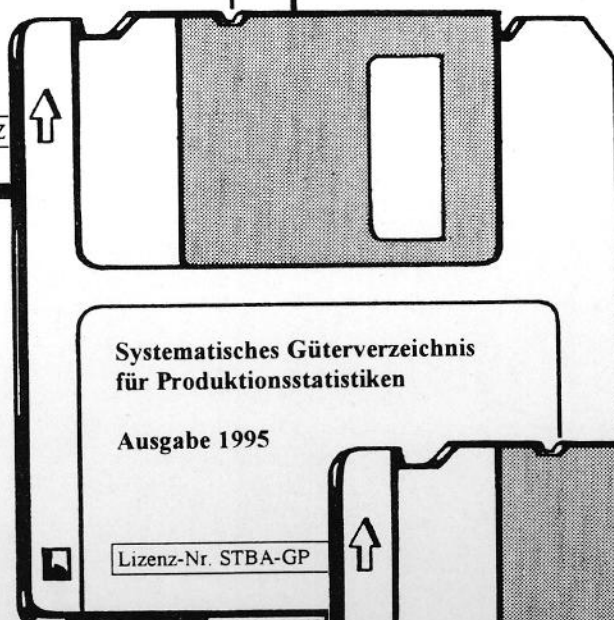 Z
Systematisches Güterverzeichnis
für Produktionsstatistiken
Ausgabe 1995
Lizenz-Nr. STBA-GP